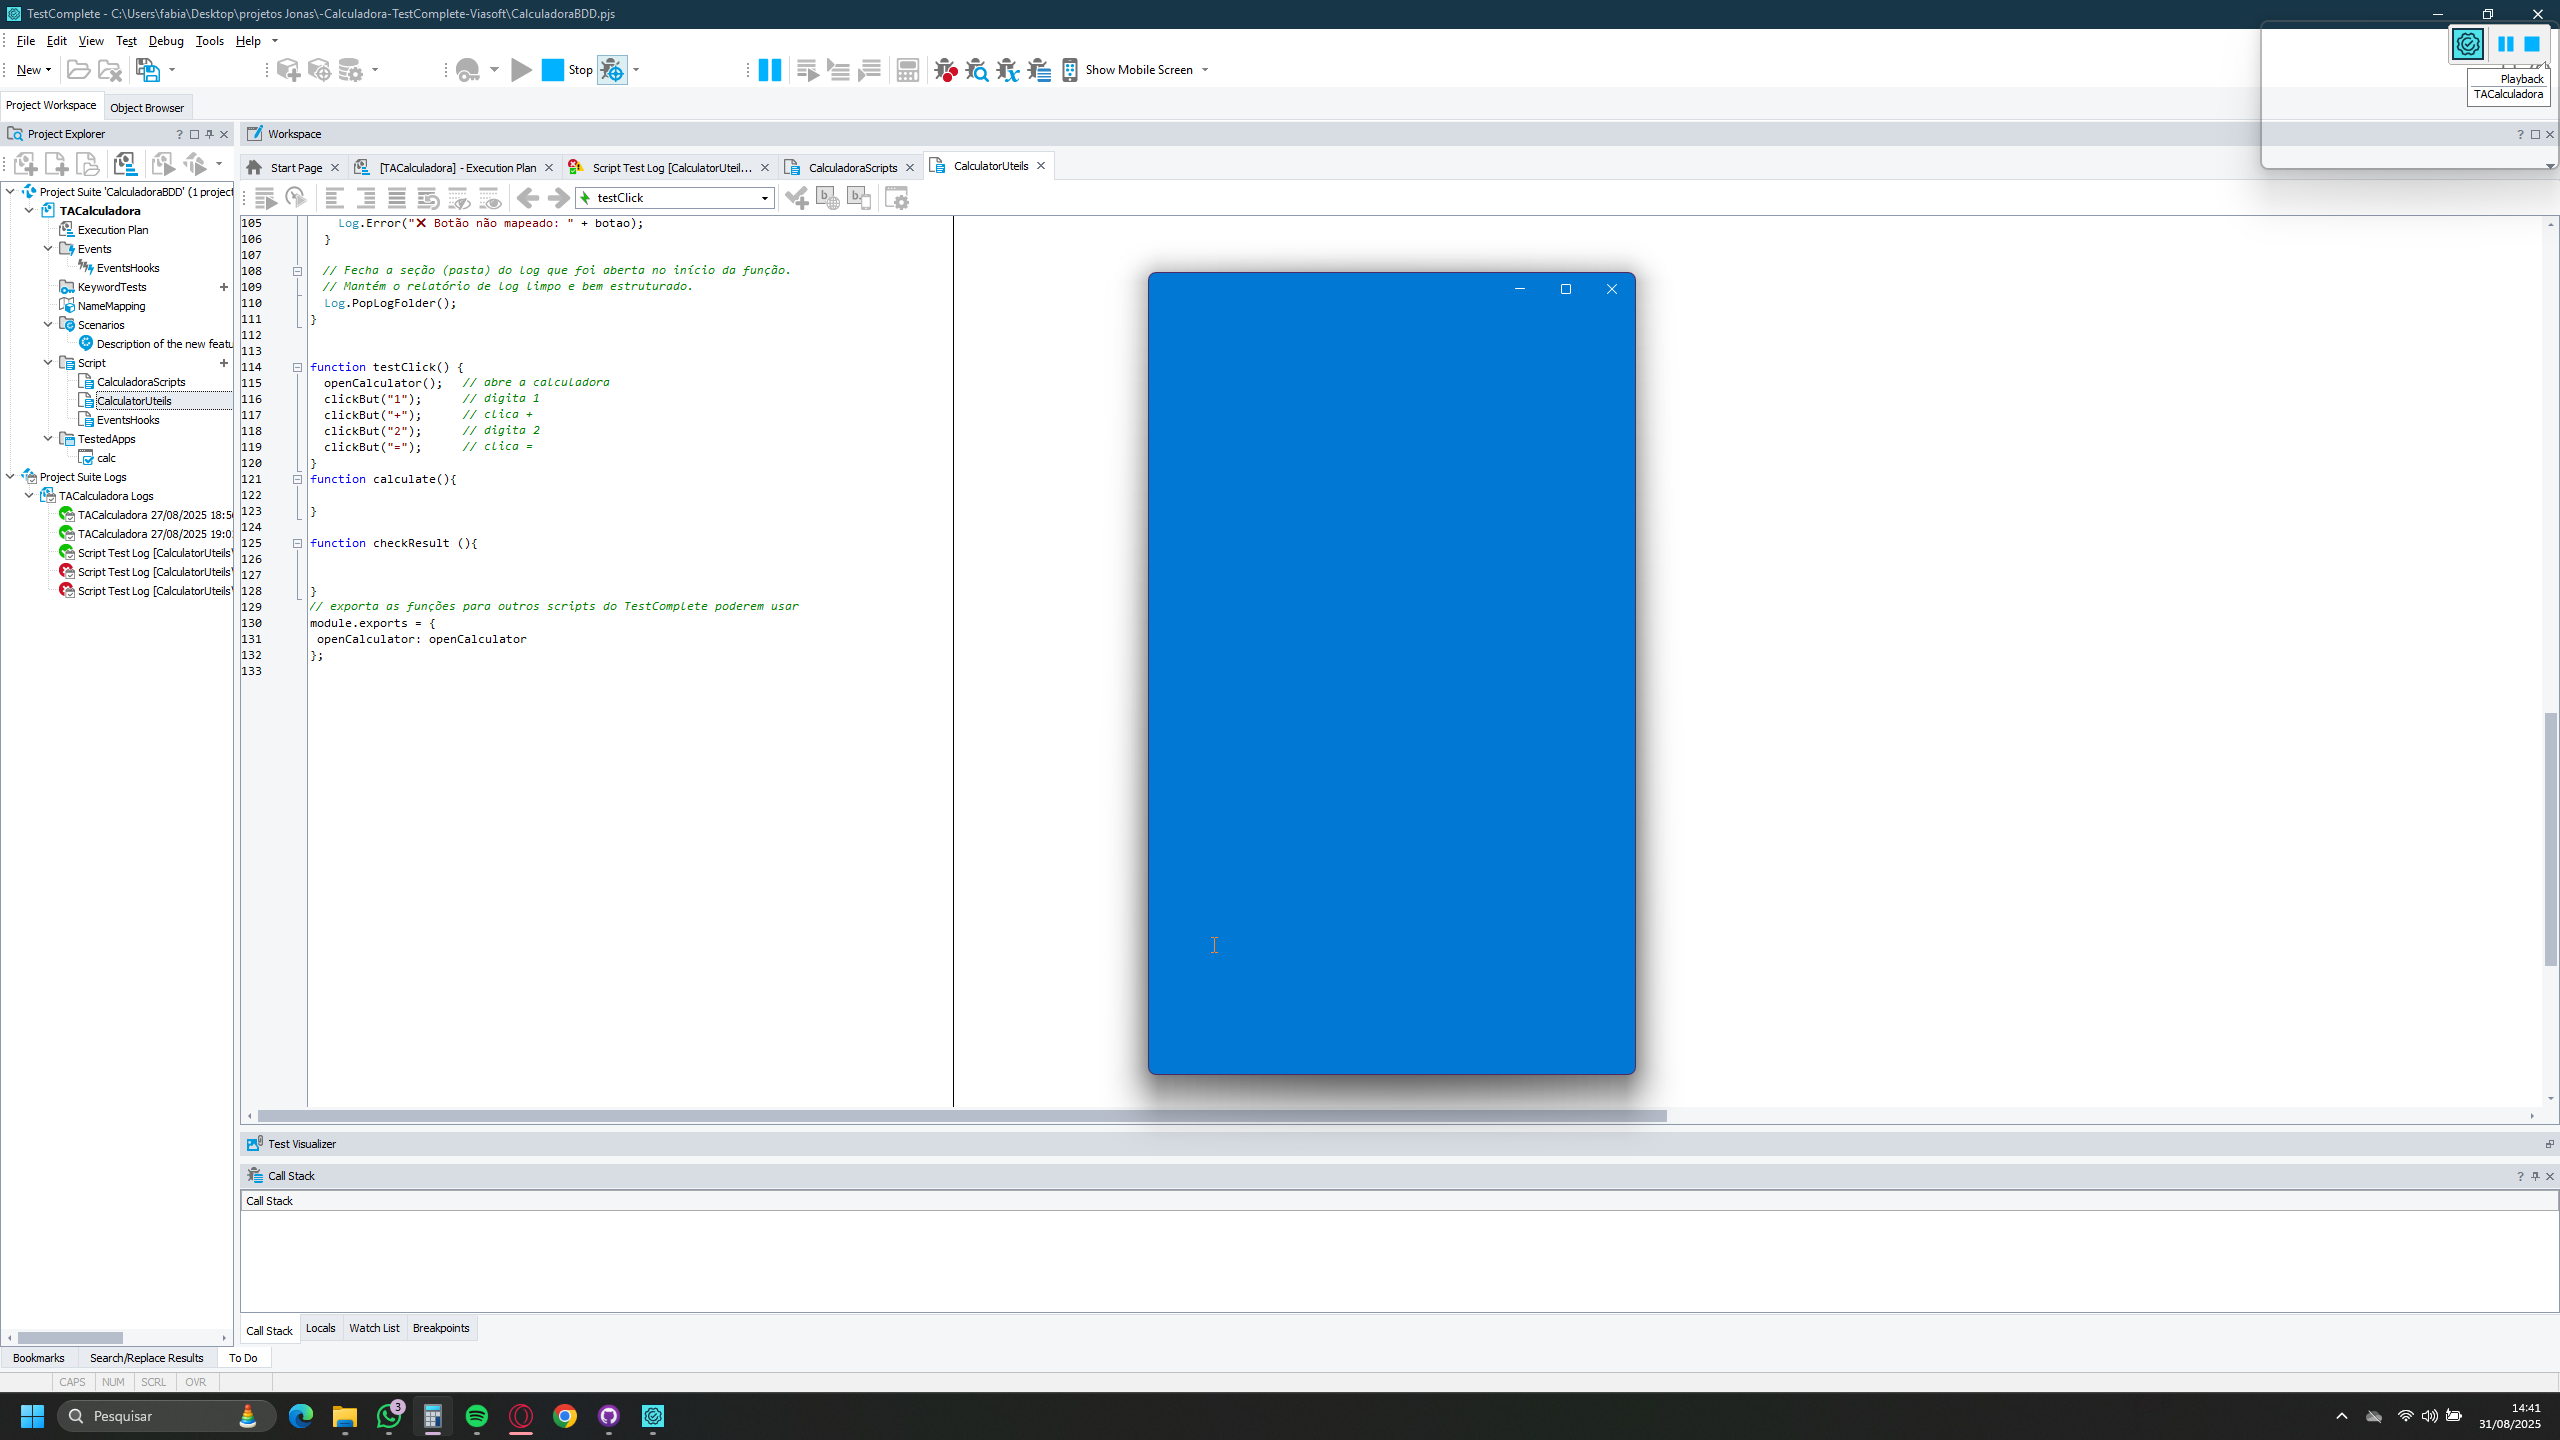 TestComplete - C:\Users\fabia\Desktop\projetos Jonas\-Calculadora-TestComplete-Viasoft\CalculadoraBDD.pjs
File Edit View Test Debug Tools Help
New Stop Show Mobile Screen
Playback
TACalculadora
Project Workspace Object Browser
Project Explorer
Workspace
Start Page [TACalculadora] - Execution Plan Script Test Log [CalculatorUteil... CalculadoraScripts CalculatorUteils
testClick
Project Suite 'CalculadoraBDD' (1 project
TACalculadora
Execution Plan
Events
EventsHooks
KeywordTests
NameMapping
Scenarios
Description of the new featu
Script
CalculadoraScripts
CalculatorUteils
EventsHooks
TestedApps
calc
Project Suite Logs
TACalculadora Logs
TACalculadora 27/08/2025 18:5
TACalculadora 27/08/2025 19:0
Script Test Log [CalculatorUteils\
Script Test Log [CalculatorUteils\
Script Test Log [CalculatorUteils\
105 Log.Error("❌ Botão não mapeado: " + botao);
106 }
107
108 // Fecha a seção (pasta) do log que foi aberta no início da função.
109 // Mantém o relatório de log limpo e bem estruturado.
110 Log.PopLogFolder();
111 }
112
113
114 function testClick() {
115 openCalculator(); // abre a calculadora
116 clickBut("1"); // digita 1
117 clickBut("+"); // clica +
118 clickBut("2"); // digita 2
119 clickBut("="); // clica =
120 }
121 function calculate(){
122
123 }
124
125 function checkResult (){
126
127
128 }
129 // exporta as funções para outros scripts do TestComplete poderem usar
130 module.exports = {
131 openCalculator: openCalculator
132 };
133
Test Visualizer
Call Stack
Call Stack
Call Stack Locals Watch List Breakpoints
Bookmarks Search/Replace Results To Do
CAPS NUM SCRL OVR
Pesquisar
3
14:41
31/08/2025